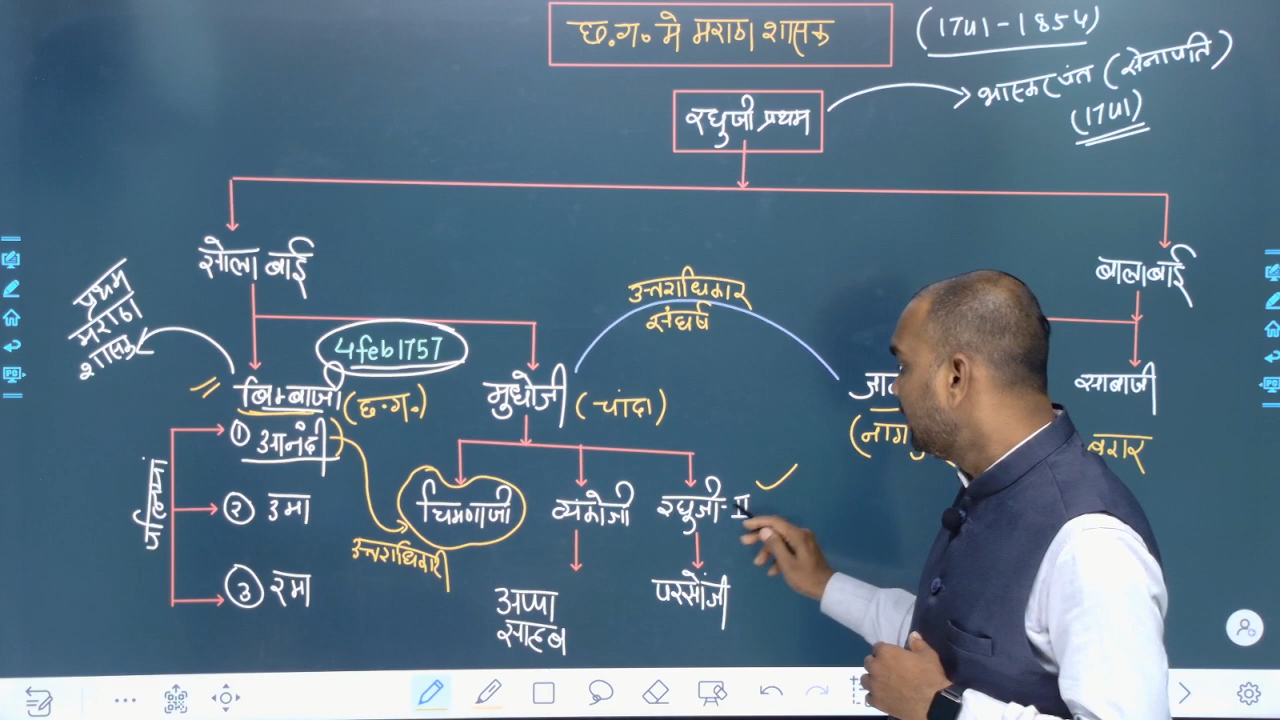 छ.ग. मे मराठा शासक
(1741-1854)
रघुजी प्रथम
भास्कर पंत (सेनापति)
(1741)
सोला बाई
बालाबाई
प्रथम
मराठा
शासक
उत्तराधिकार
संघर्ष
4 feb 1757
बिम्बाजी (छ.ग.)
मुधोजी (चांदा)
साबाजी
बरार
① आनंदी
② उमा
③ रमा
चिमणाजी
व्यंकोजी
रघुजी-II
उत्तराधिकारी
अप्पा
साहब
परसोजी